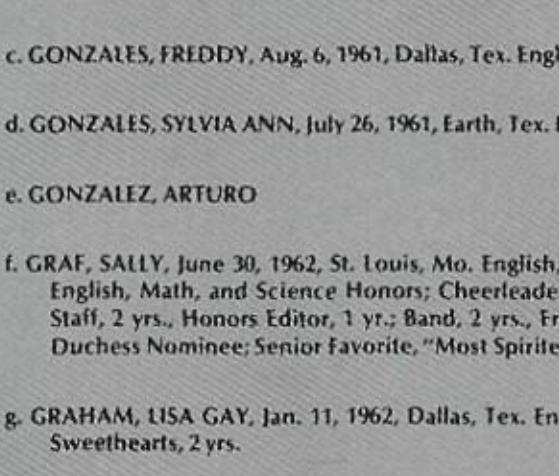 c. GONZALES, FREDDY, Aug. 6, 1961, Dallas, Tex. Engl
d. GONZALES, SYLVIA ANN, July 26, 1961, Earth, Tex.
e. GONZALEZ, ARTURO
f. GRAF, SALLY, June 30, 1962, St. Louis, Mo. English,
English, Math, and Science Honors; Cheerleade
Staff, 2 yrs., Honors Editor, 1 yr.; Band, 2 yrs.,
Duchess Nominee; Senior Favorite, "Most Spirite
g. GRAHAM, LISA GAY, Jan. 11, 1962, Dallas, Tex. En
Sweethearts, 2 yrs.